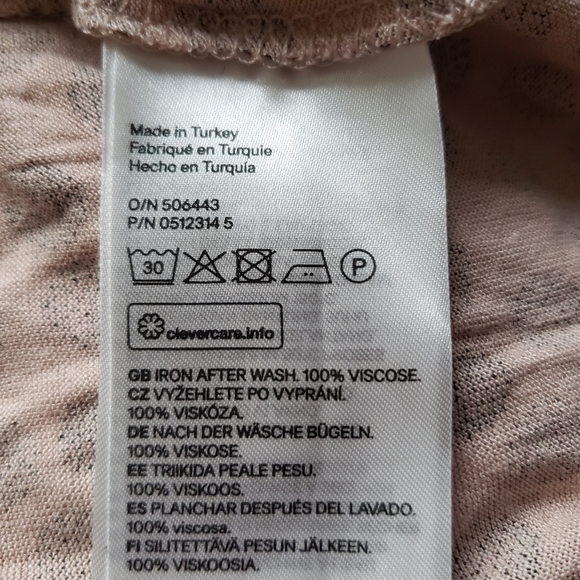 Made in Turkey
Fabriqué en Turquie
Hecho en Turquía
O/N 506443
P/N 0512314 5
30 P
clevercare.info
GB IRON AFTER WASH. 100% VISCOSE.
CZ VYŽEHLETE PO VYPRÁNÍ.
100% VISKÓZA.
DE NACH DER WÄSCHE BÜGELN.
100% VISKOSE.
EE TRIIKIDA PEALE PESU.
100% VISKOOS.
ES PLANCHAR DESPUÉS DEL LAVADO.
100% viscosa.
FI SILITETTÄVÄ PESUN JÄLKEEN.
100% VISKOOSIA.